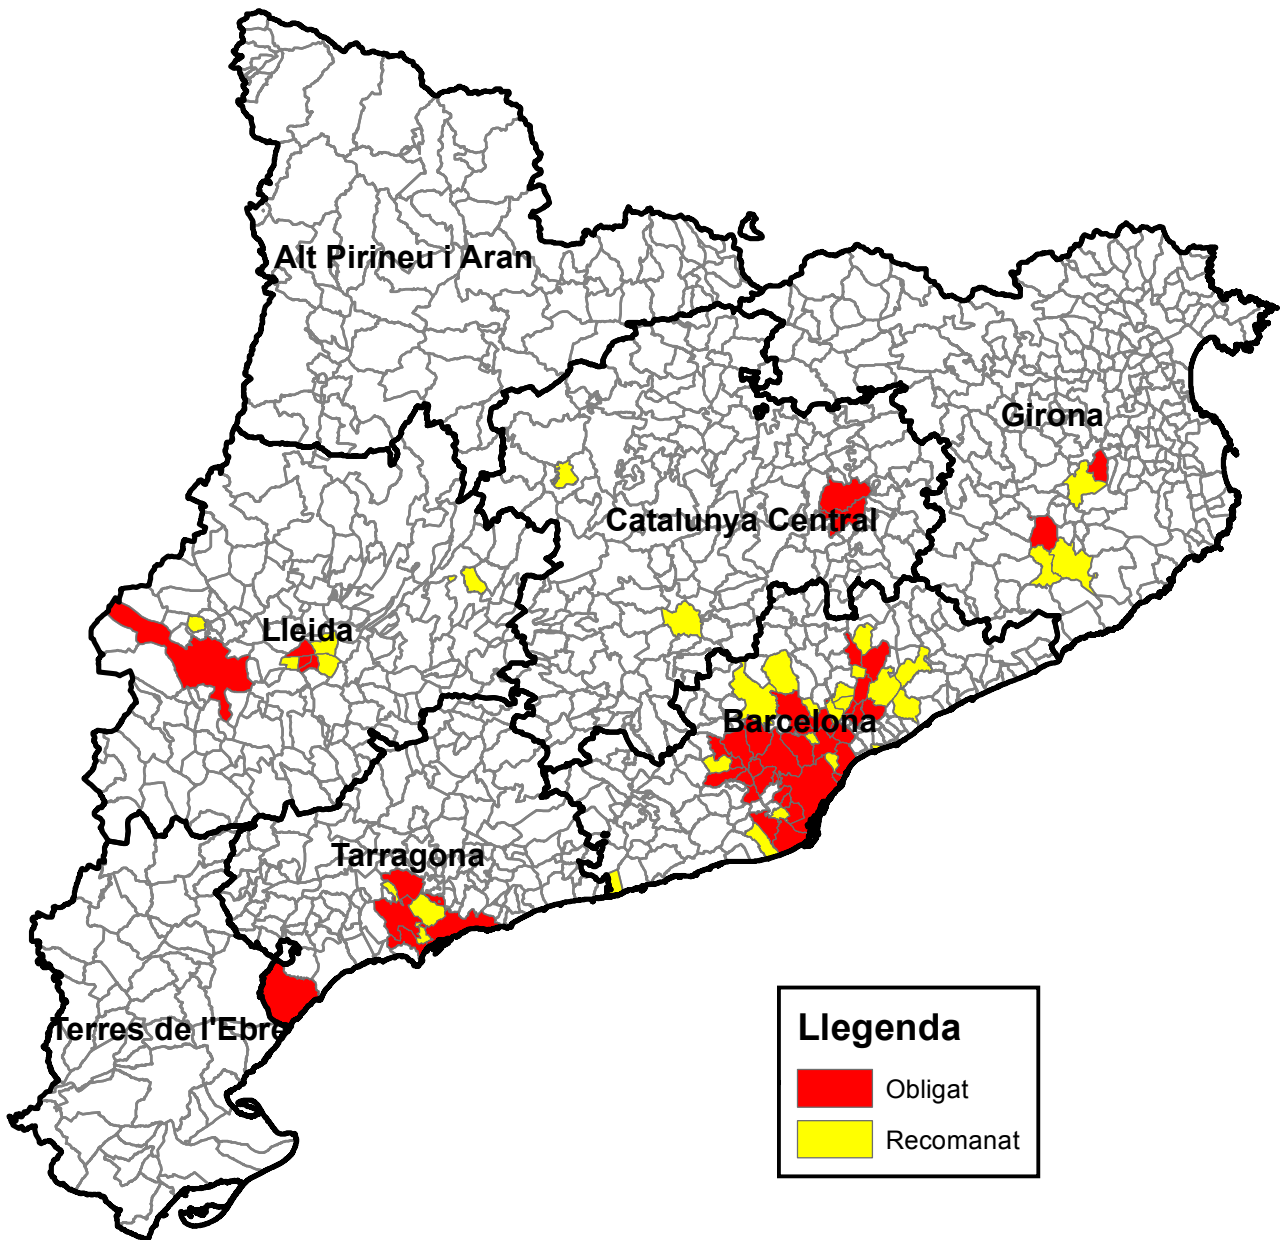 Alt Pirineu i Aran
Girona
Catalunya Central
Lleida
Barcelona
Tarragona
Terres de l'Ebre
Llegenda
Obligat
Recomanat